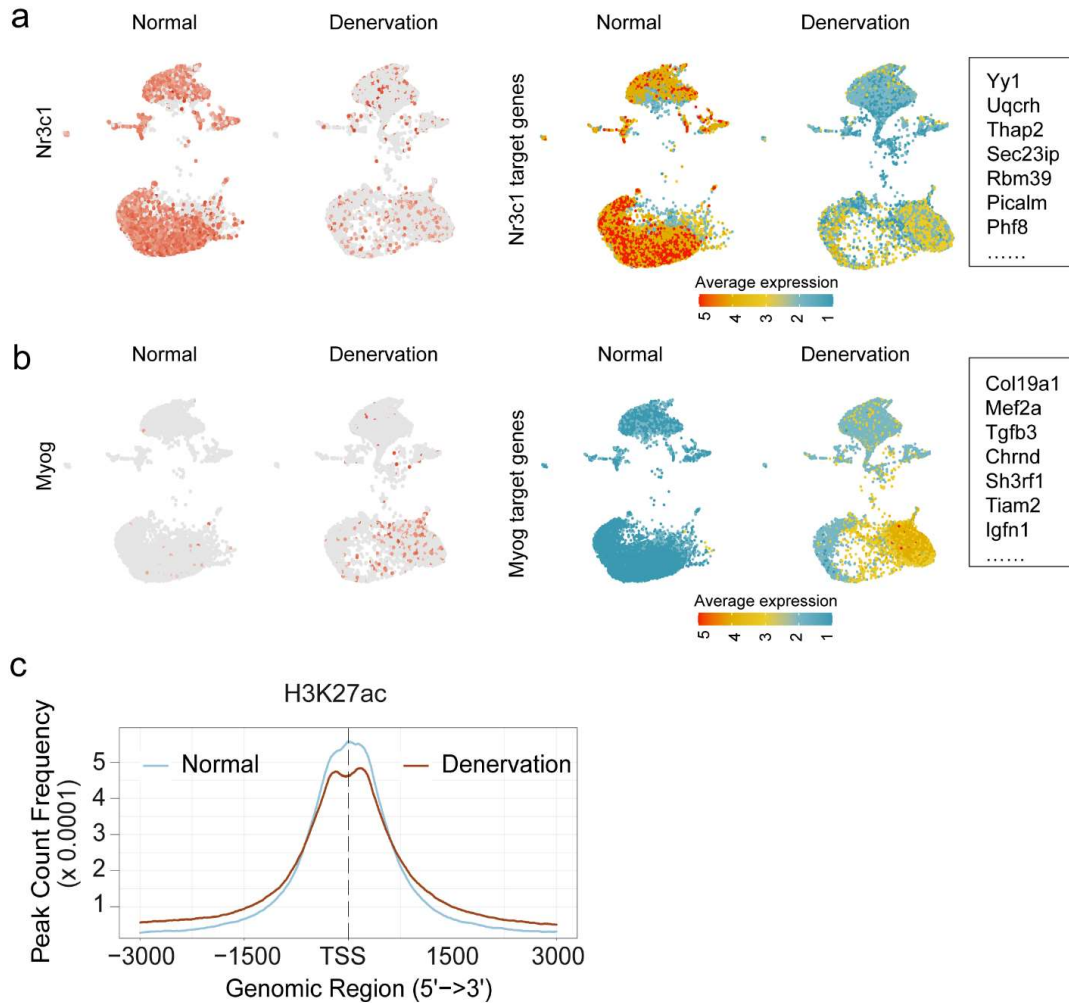 a
Normal
Denervation
Normal
Denervation
Nr3c1
Nr3c1 target genes
Yy1
Uqcrh
Thap2
Sec23ip
Rbm39
Picalm
Phf8
......
Average expression
5 4 3 2 1
b
Normal
Denervation
Normal
Denervation
Myog
Myog target genes
Col19a1
Mef2a
Tgfb3
Chrnd
Sh3rf1
Tiam2
Igfn1
......
Average expression
5 4 3 2 1
c
H3K27ac
Normal
Denervation
Peak Count Frequency
(x 0.0001)
5
4
3
2
1
−3000 −1500 TSS 1500 3000
Genomic Region (5'−>3')